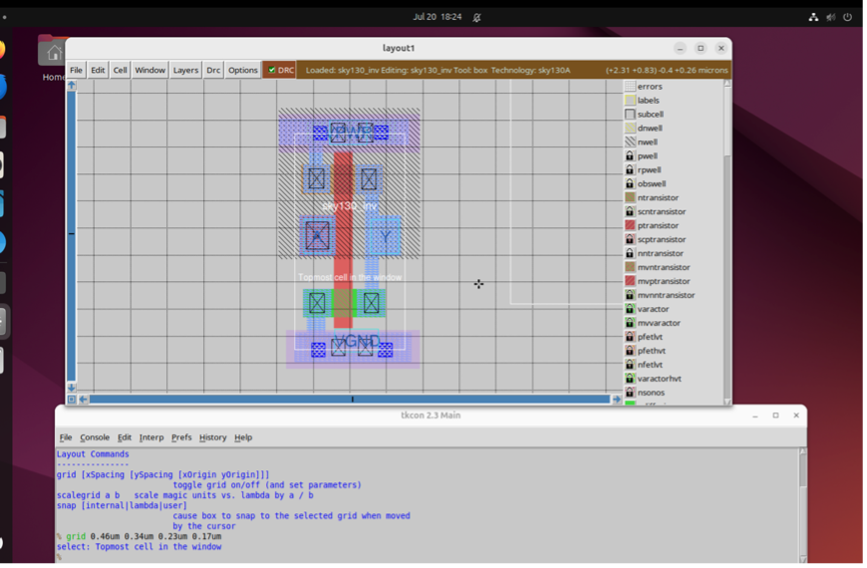 Jul 20 18:24
Home
layout1
File Edit Cell Window Layers Drc Options DRC Loaded: sky130_inv Editing: sky130_inv Tool: box Technology: sky130A (+2.31 +0.83) -0.4 +0.26 microns
errors
labels
subcell
dnwell
nwell
pwell
rpwell
obswell
ntransistor
scntransistor
ptransistor
scptransistor
nntransistor
mvntransistor
mvptransistor
mvnntransistor
varactor
mvvaractor
pfetlvt
pfethvt
nfetlvt
varactorhvt
nsonos
VPWR
sky130_inv
A
Y
Topmost cell in the window
VGND
tkcon 2.3 Main
File Console Edit Interp Prefs History Help
Layout Commands
---------------
grid [xSpacing [ySpacing [xOrigin yOrigin]]]
toggle grid on/off (and set parameters)
scalegrid a b scale magic units vs. lambda by a / b
snap [internal|lambda|user]
cause box to snap to the selected grid when moved
by the cursor
% grid 0.46um 0.34um 0.23um 0.17um
select: Topmost cell in the window
%